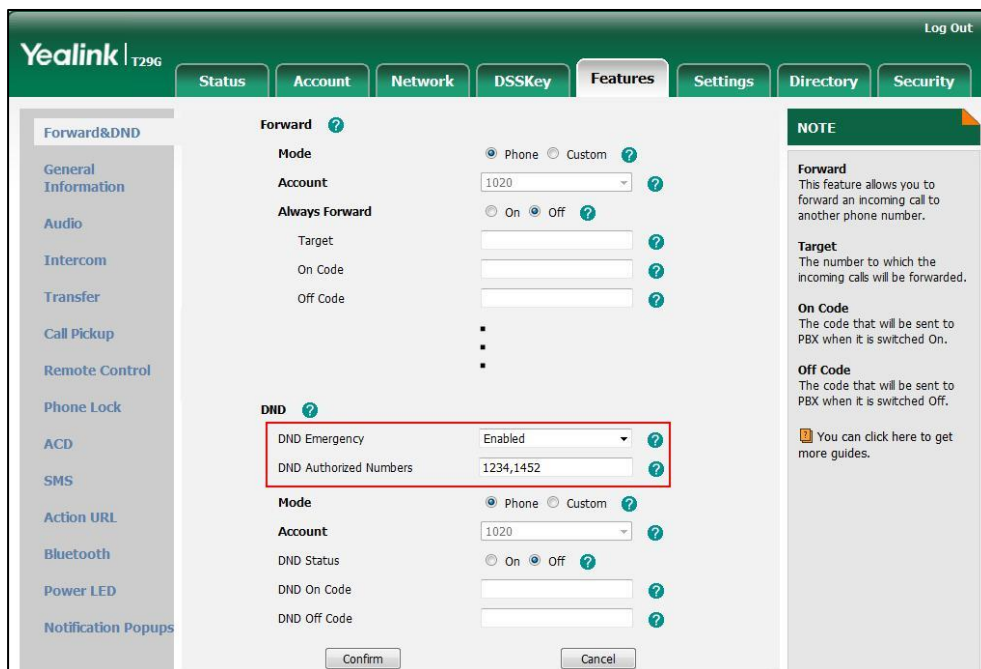 Log Out
Yealink T29G
Status Account Network DSSKey Features Settings Directory Security
Forward&DND
General
Information
Audio
Intercom
Transfer
Call Pickup
Remote Control
Phone Lock
ACD
SMS
Action URL
Bluetooth
Power LED
Notification Popups
Forward ?
Mode Phone Custom ?
Account 1020 ?
Always Forward On Off ?
Target ?
On Code ?
Off Code ?
DND ?
DND Emergency Enabled ?
DND Authorized Numbers 1234,1452 ?
Mode Phone Custom ?
Account 1020 ?
DND Status On Off ?
DND On Code ?
DND Off Code ?
Confirm Cancel
NOTE
Forward
This feature allows you to
forward an incoming call to
another phone number.
Target
The number to which the
incoming calls will be forwarded.
On Code
The code that will be sent to
PBX when it is switched On.
Off Code
The code that will be sent to
PBX when it is switched Off.
? You can click here to get
more guides.